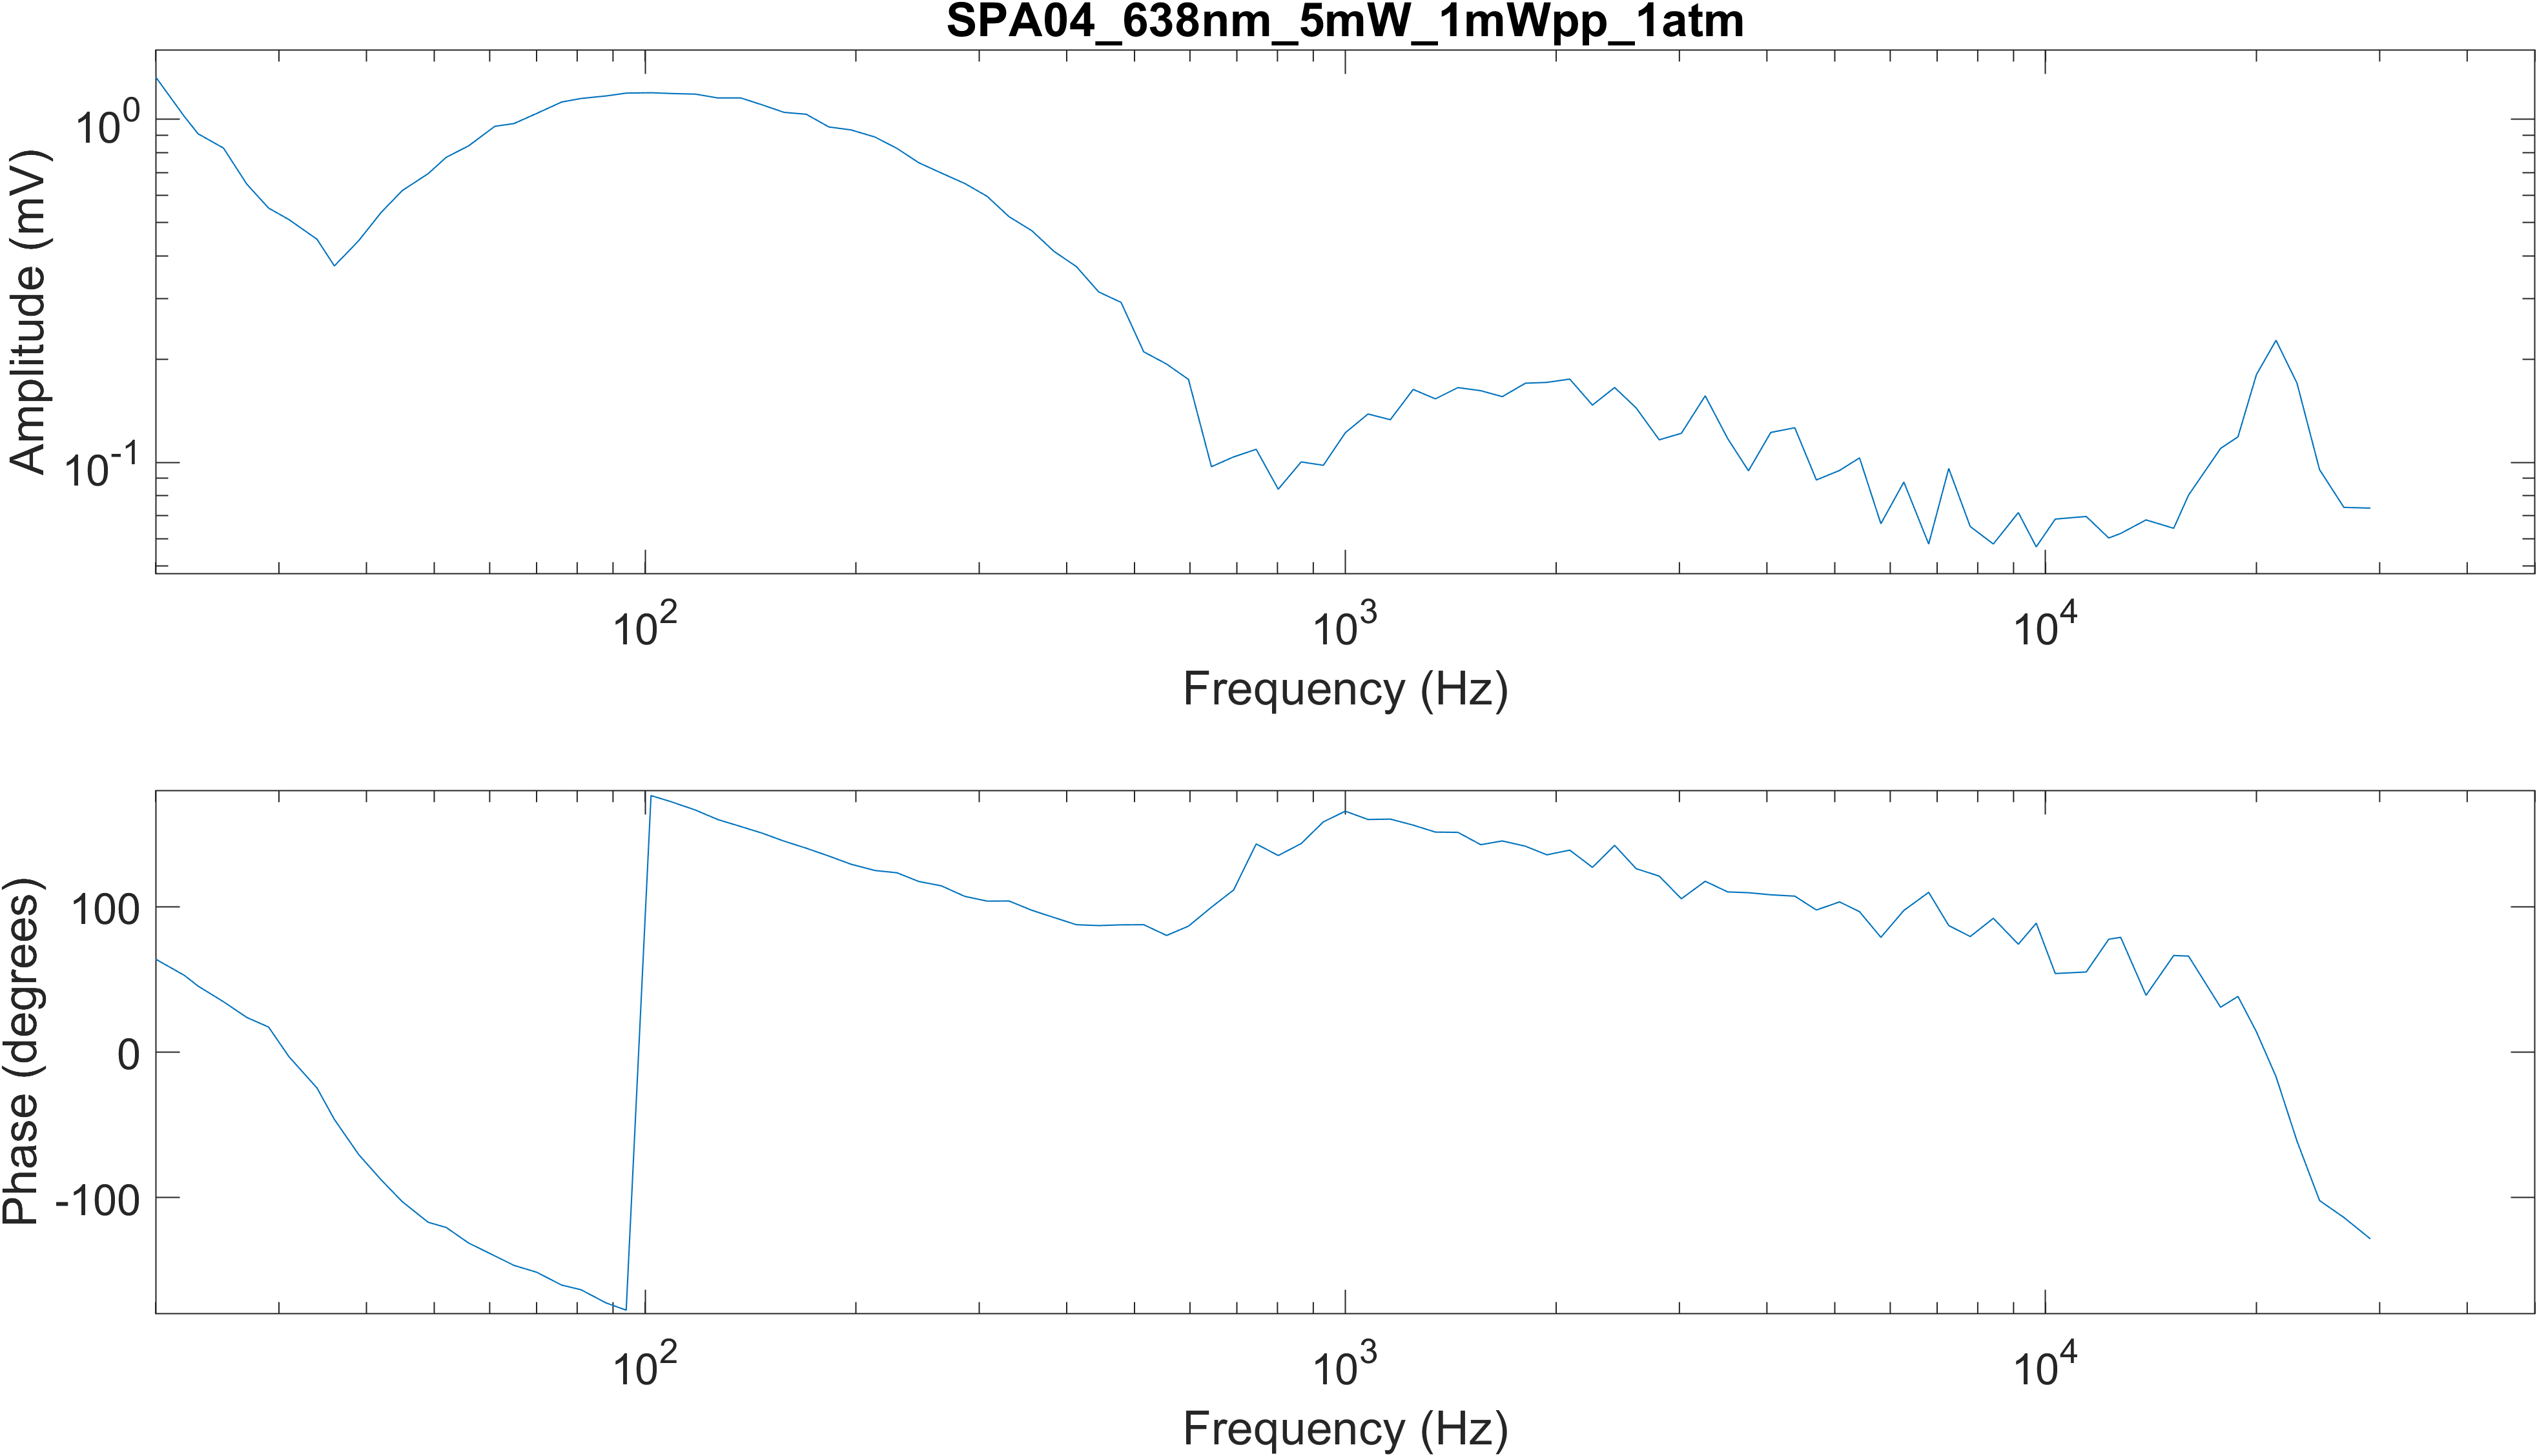 SPA04_638nm_5mW_1mWpp_1atm
Amplitude (mV)
10^0
10^-1
10^2
10^3
10^4
Frequency (Hz)
Phase (degrees)
100
0
-100
10^2
10^3
10^4
Frequency (Hz)